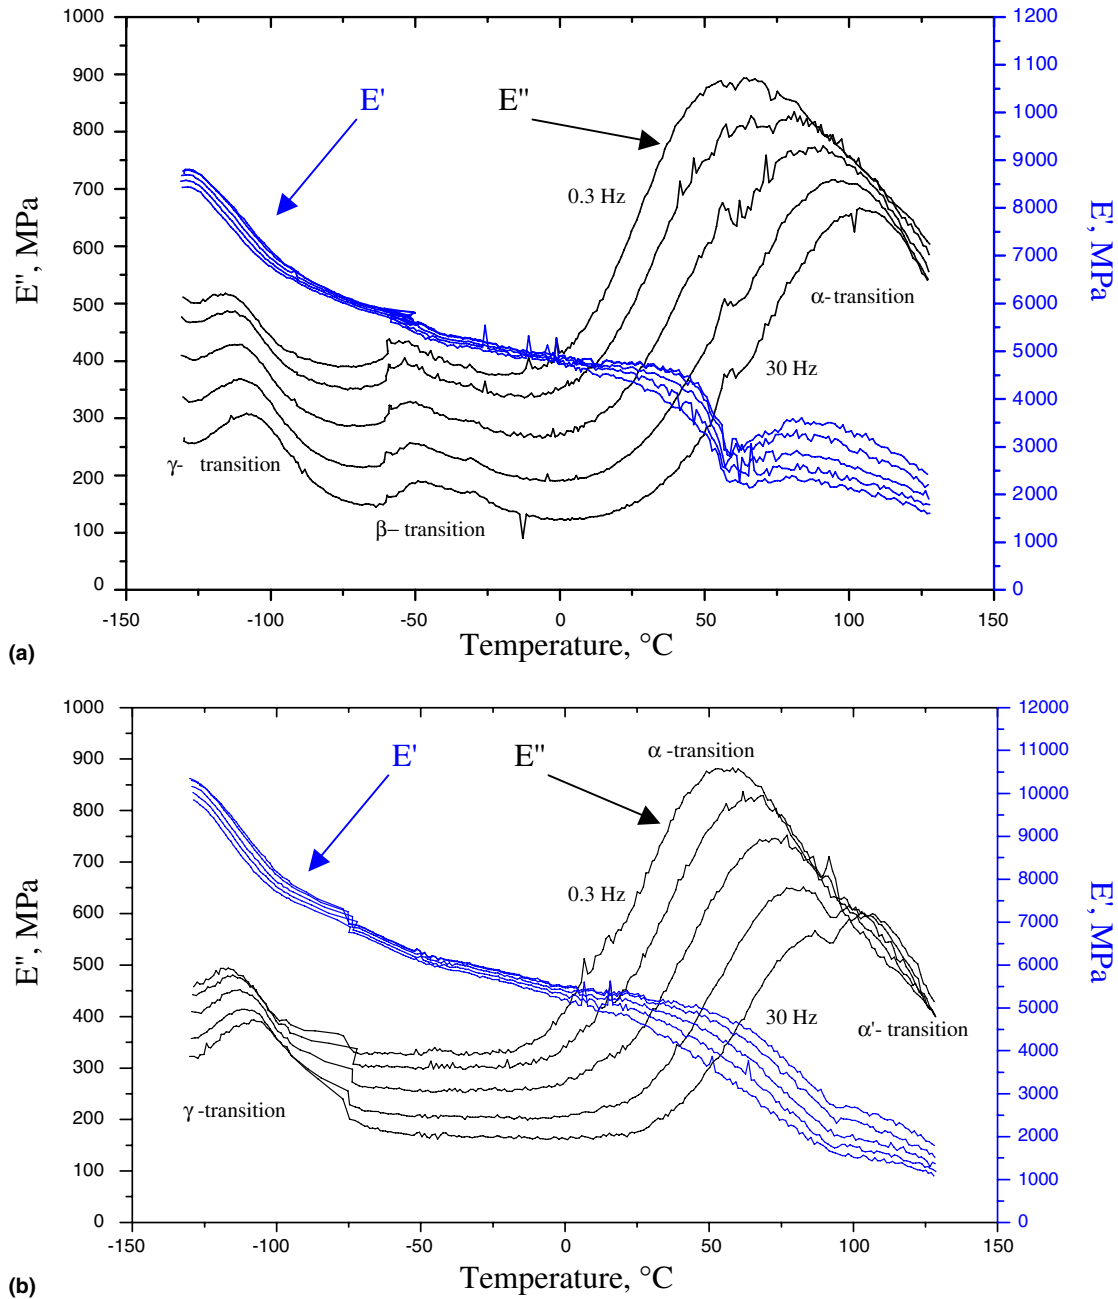 1000
900
800
700
600
500
400
300
200
100
0
E'', MPa
E'
E''
0.3 Hz
30 Hz
α- transition
γ- transition
β– transition
1200
1100
1000
9000
8000
7000
6000
5000
4000
3000
2000
1000
0
E', MPa
-150 -100 -50 0 50 100 150
Temperature, °C
(a)
1000
900
800
700
600
500
400
300
200
100
0
E'', MPa
E'
E''
α -transition
0.3 Hz
30 Hz
α'- transition
γ -transition
12000
11000
10000
9000
8000
7000
6000
5000
4000
3000
2000
1000
0
E', MPa
-150 -100 -50 0 50 100 150
Temperature, °C
(b)